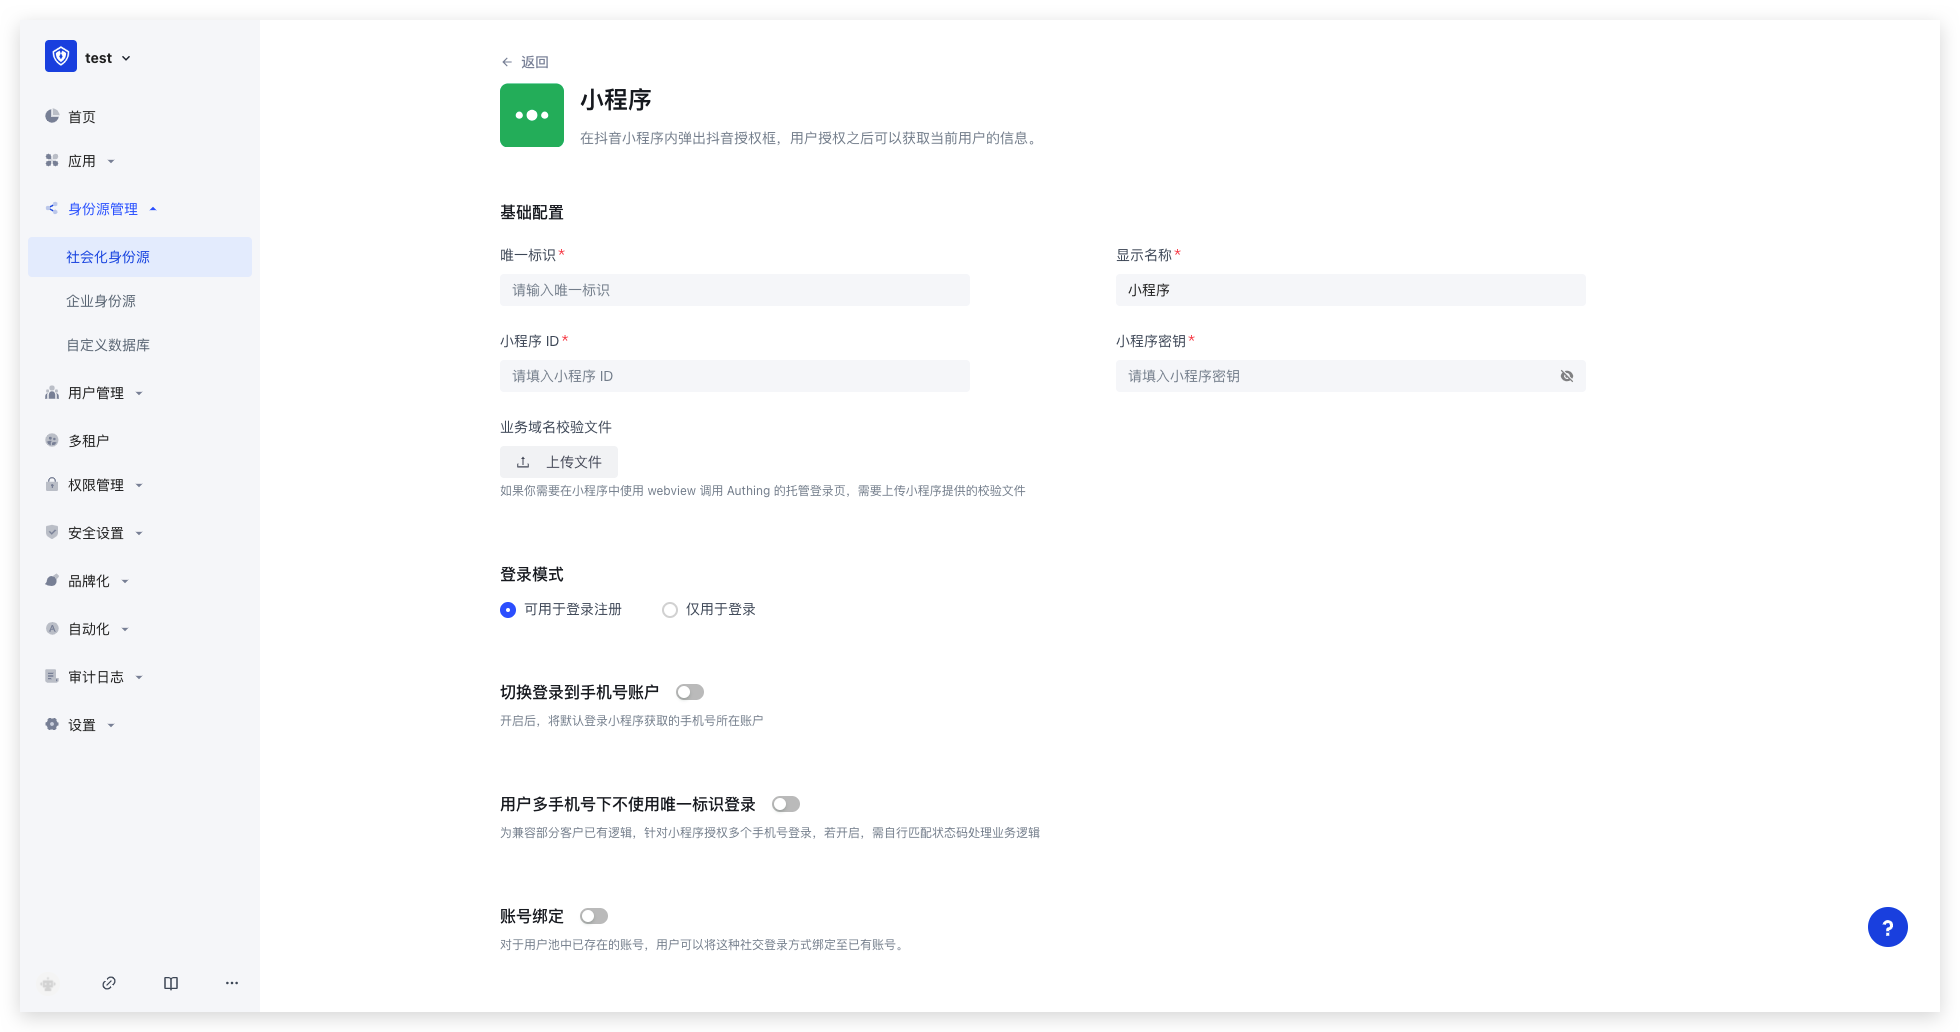 test
首页
应用
身份源管理
社会化身份源
企业身份源
自定义数据库
用户管理
多租户
权限管理
安全设置
品牌化
自动化
审计日志
设置
返回
小程序
在抖音小程序内弹出抖音授权框，用户授权之后可以获取当前用户的信息。
基础配置
唯一标识*
请输入唯一标识
显示名称*
小程序
小程序 ID*
请填入小程序 ID
小程序密钥*
请填入小程序密钥
业务域名校验文件
上传文件
如果你需要在小程序中使用 webview 调用 Authing 的托管登录页，需要上传小程序提供的校验文件
登录模式
可用于登录注册
仅用于登录
切换登录到手机号账户
开启后，将默认登录小程序获取的手机号所在账户
用户多手机号下不使用唯一标识登录
为兼容部分客户已有逻辑，针对小程序授权多个手机号登录，若开启，需自行匹配状态码处理业务逻辑
账号绑定
对于用户池中已存在的账号，用户可以将这种社交登录方式绑定至已有账号。
?